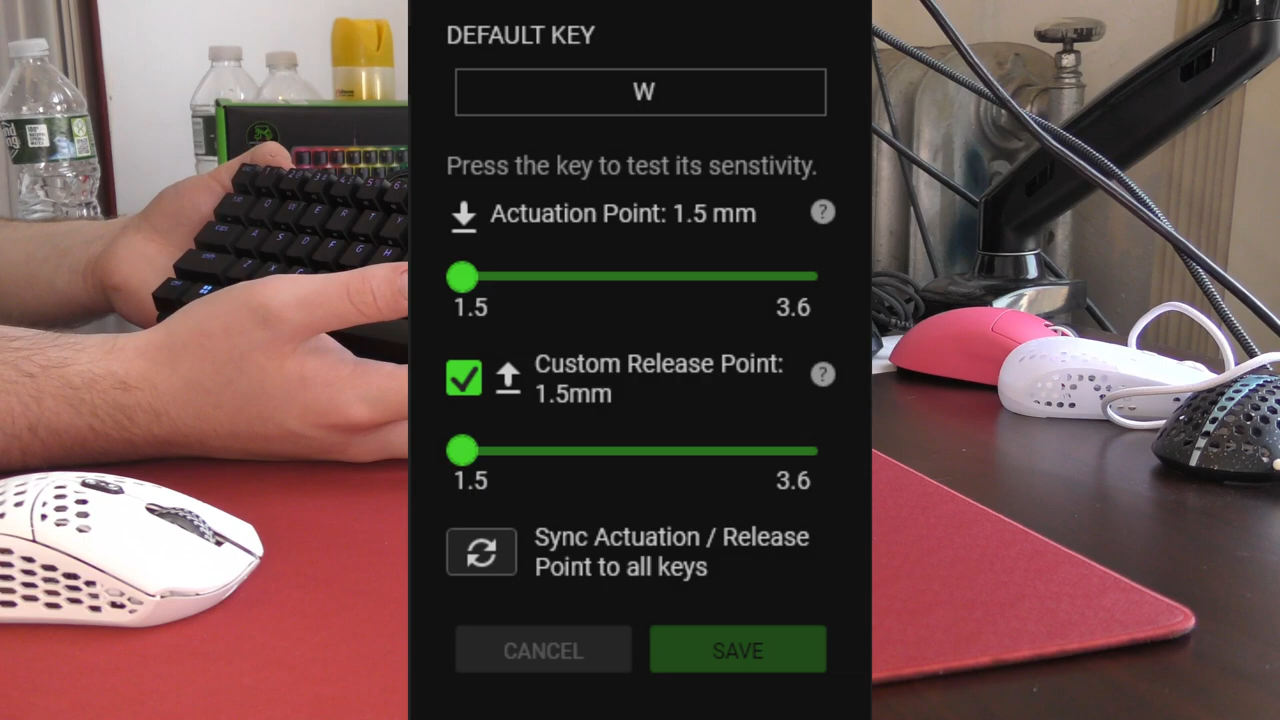 DEFAULT KEY
W
Press the key to test its senstivity.
Actuation Point: 1.5 mm
?
1.5
3.6
Custom Release Point:
1.5mm
?
1.5
3.6
Sync Actuation / Release
Point to all keys
CANCEL
SAVE